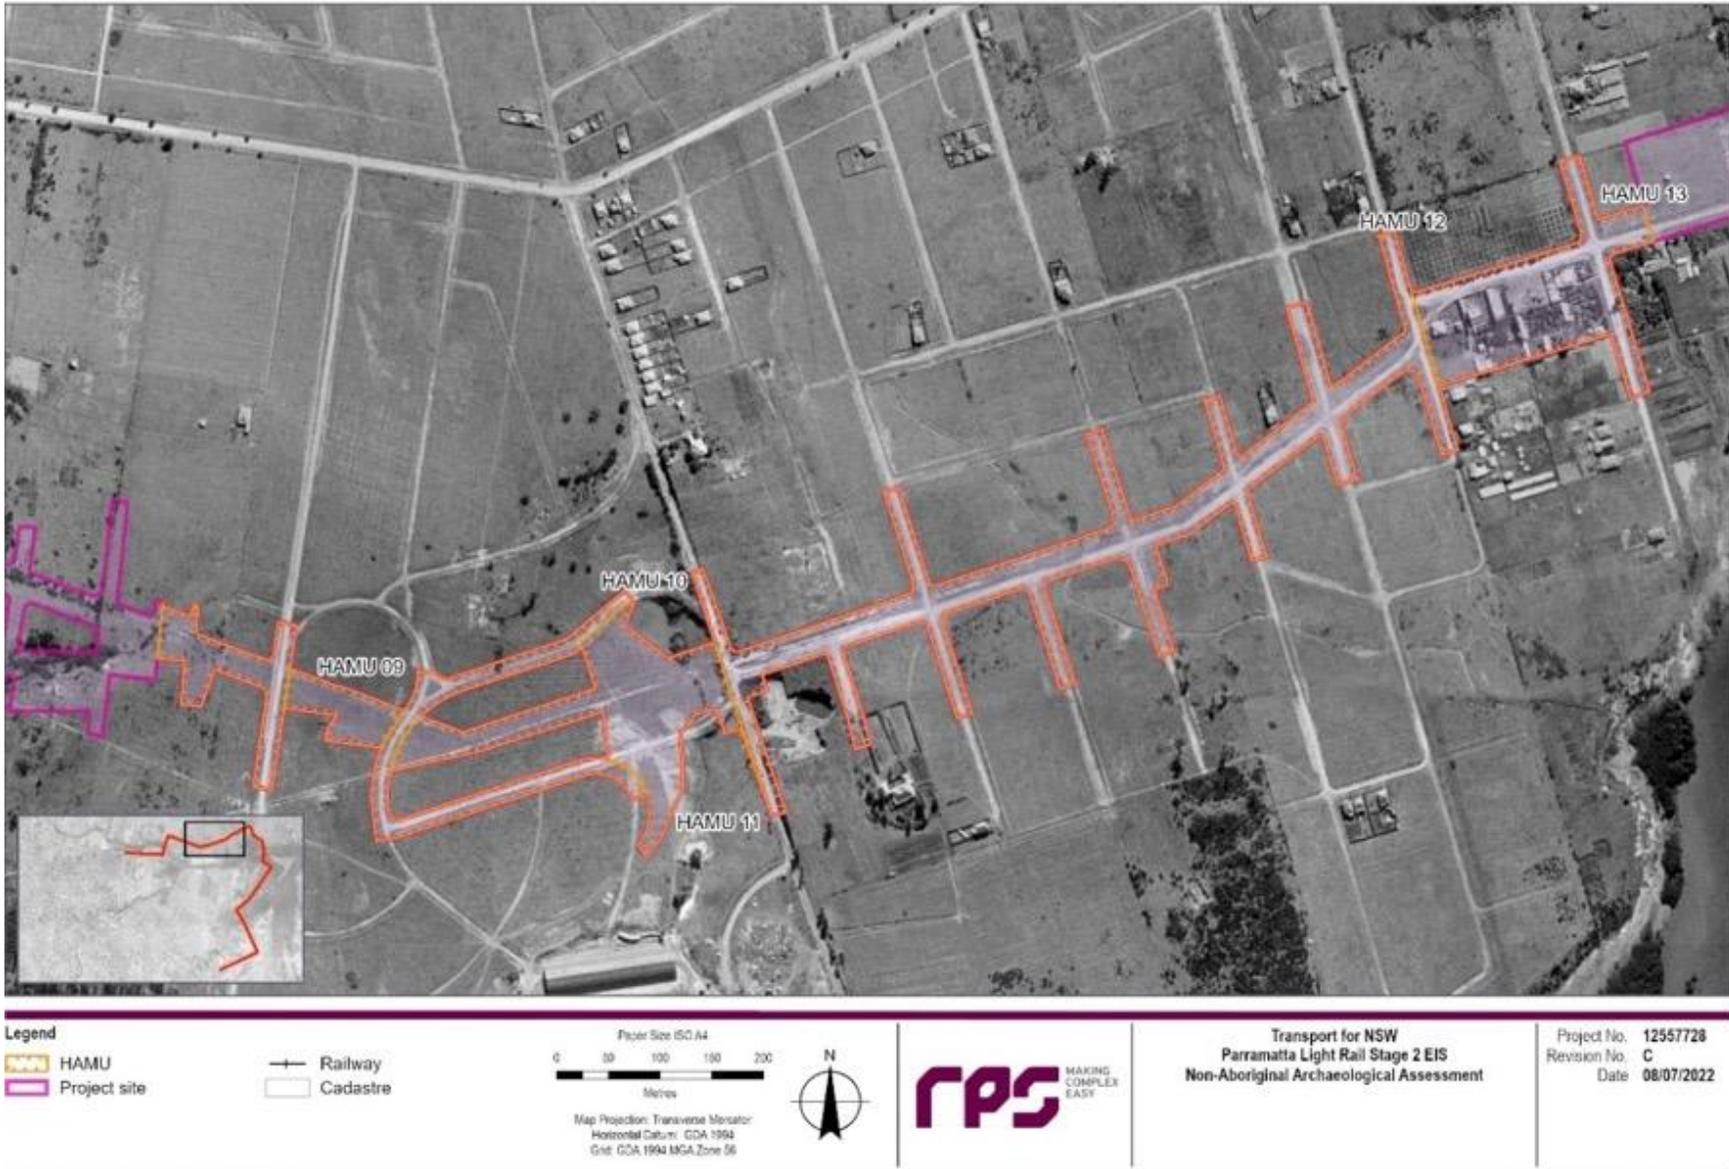 HAMU 13
HAMU 12
HAMU 10
HAMU 09
HAMU 11
Legend
HAMU
Project site
Railway
Cadastre
Paper Size ISO A4
0 50 100 150 200
Metres
Map Projection: Transverse Mercator
Horizontal Datum: GDA 1994
Grid: GDA 1994 MGA Zone 56
N
rps
MAKING
COMPLEX
EASY
Transport for NSW
Parramatta Light Rail Stage 2 EIS
Non-Aboriginal Archaeological Assessment
Project No. 12557728
Revision No. C
Date 08/07/2022